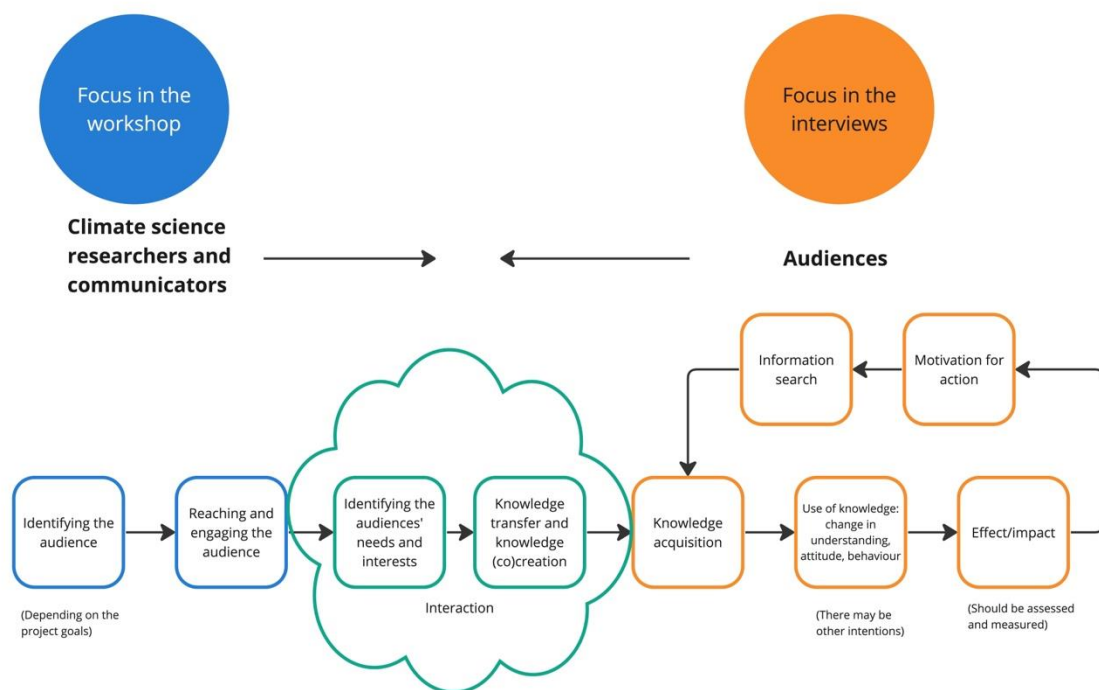 Focus in the
workshop
Focus in the
interviews
Climate science
researchers and
communicators
Audiences
Information
search
Motivation for
action
Identifying the
audience
Reaching and
engaging the
audience
Identifying the
audiences'
needs and
interests
Knowledge
transfer and
knowledge
(co)creation
Knowledge
acquisition
Use of knowledge:
change in
understanding,
attitude, behaviour
Effect/impact
Interaction
(Depending on the
project goals)
(There may be
other intentions)
(Should be assessed
and measured)